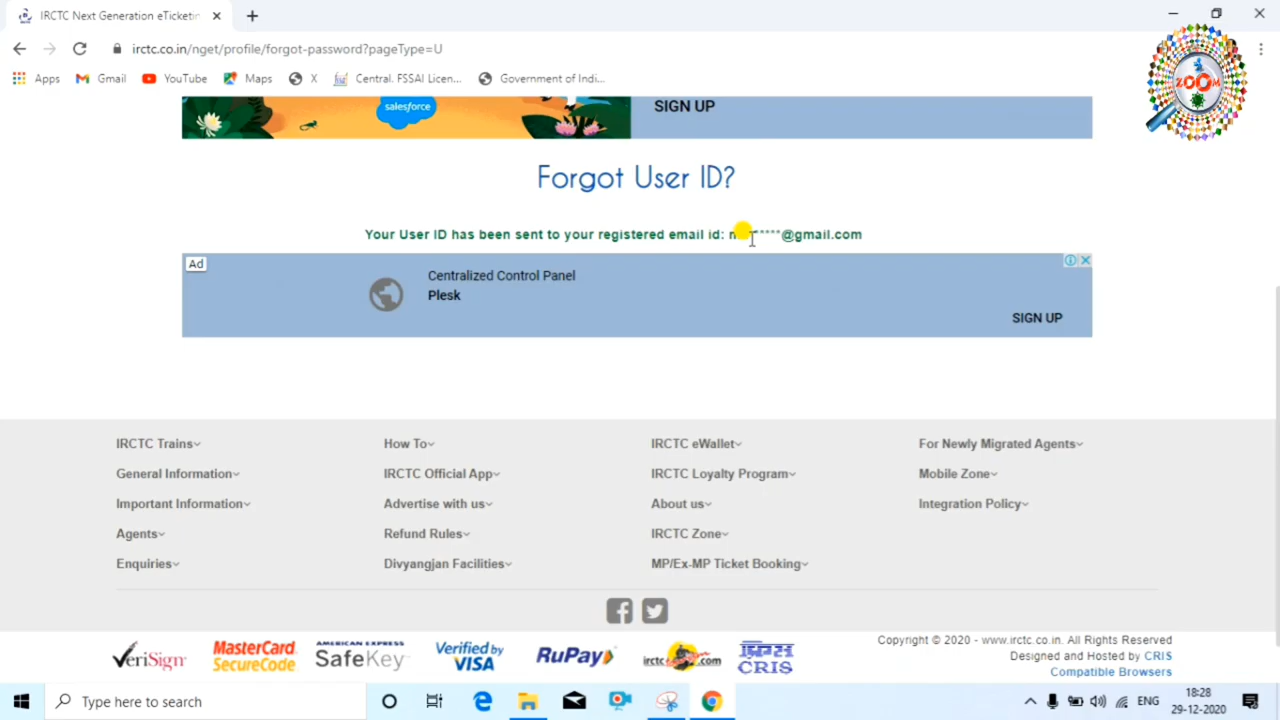 IRCTC Next Generation eTicketin
irctc.co.in/nget/profile/forgot-password?pageType=U
Apps Gmail YouTube Maps X Central. FSSAI Licen... Government of Indi...
ZOOM
salesforce
SIGN UP
Forgot User ID?
Your User ID has been sent to your registered email id: *****@gmail.com
Ad
Centralized Control Panel
Plesk
SIGN UP
IRCTC Trains How To IRCTC eWallet For Newly Migrated Agents
General Information IRCTC Official App IRCTC Loyalty Program Mobile Zone
Important Information Advertise with us About us Integration Policy
Agents Refund Rules IRCTC Zone
Enquiries Divyangjan Facilities MP/Ex-MP Ticket Booking
VeriSign MasterCard SecureCode AMERICAN EXPRESS SafeKey Verified by VISA RuPay irctc.com CRIS
Copyright © 2020 - www.irctc.co.in. All Rights Reserved
Designed and Hosted by CRIS
Compatible Browsers
Type here to search
ENG
18:28
29-12-2020